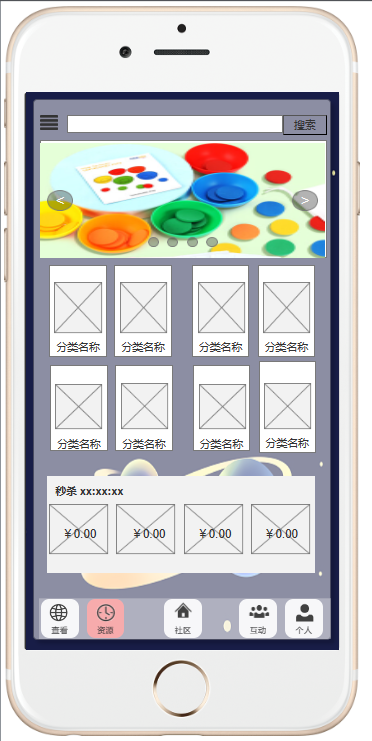 搜索
<
>
分类名称 分类名称 分类名称 分类名称
分类名称 分类名称 分类名称 分类名称
秒杀 xx:xx:xx
￥0.00 ￥0.00 ￥0.00 ￥0.00
查看 资源 社区 互动 个人